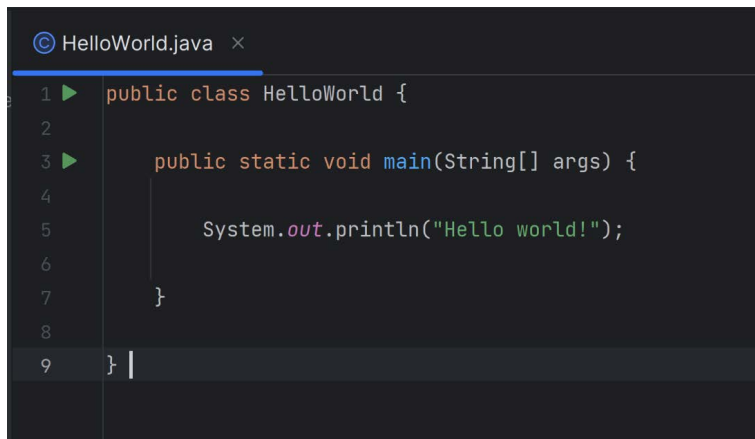 HelloWorld.java
1 public class HelloWorld {
2
3 public static void main(String[] args) {
4
5 System.out.println("Hello world!");
6
7 }
8
9 }